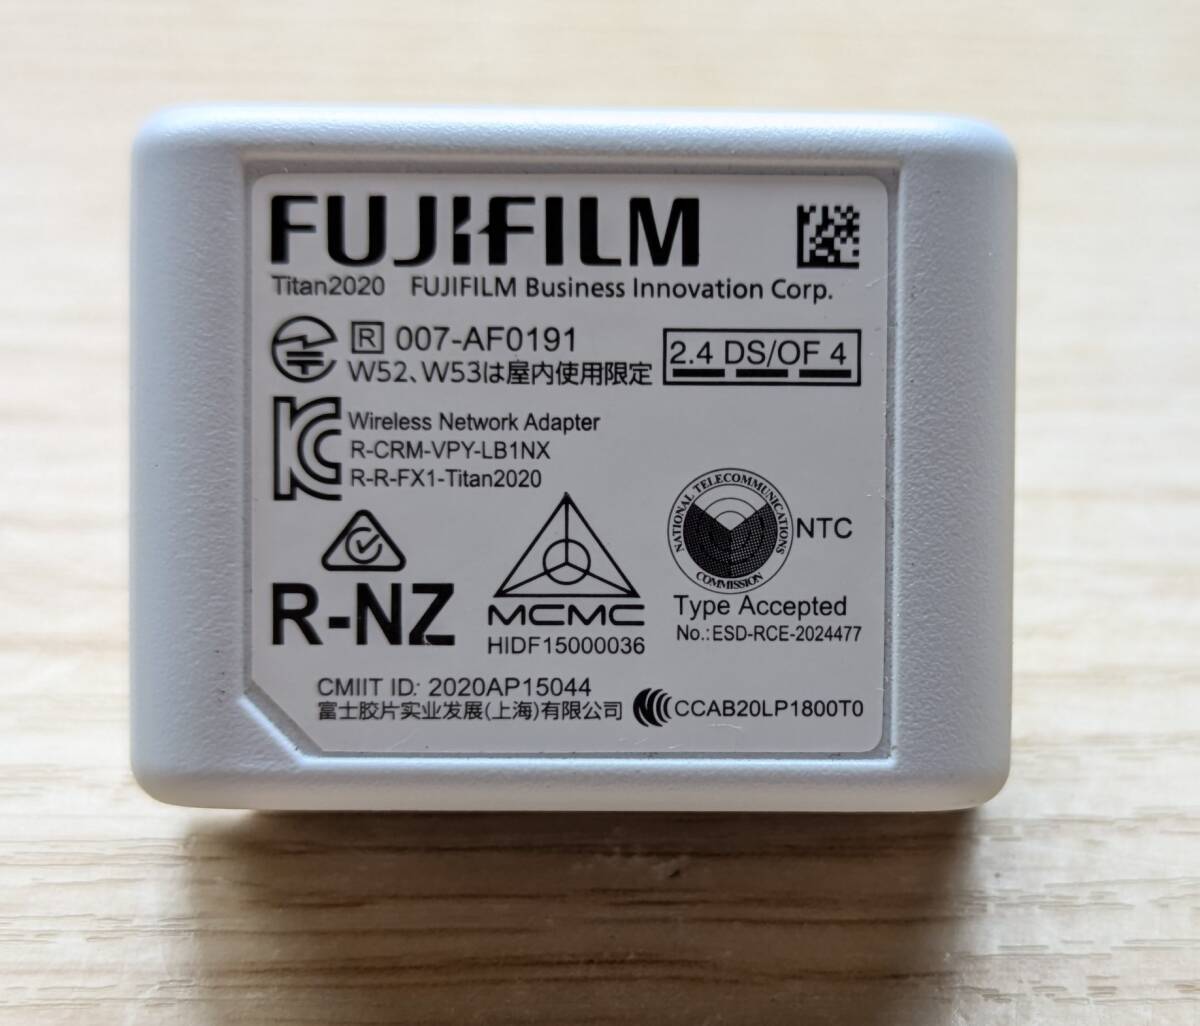 FUJIFILM
Titan2020 FUJIFILM Business Innovation Corp.
R 007-AF0191
W52、W53は屋内使用限定
2.4 DS/OF 4
Wireless Network Adapter
R-CRM-VPY-LB1NX
R-R-FX1-Titan2020
R-NZ
MCMC
HIDF15000036
NATIONAL TELECOMMUNICATIONS COMMISSION
NTC
Type Accepted
No.:ESD-RCE-2024477
CMIIT ID: 2020AP15044
富士胶片实业发展(上海)有限公司
CCAB20LP1800T0